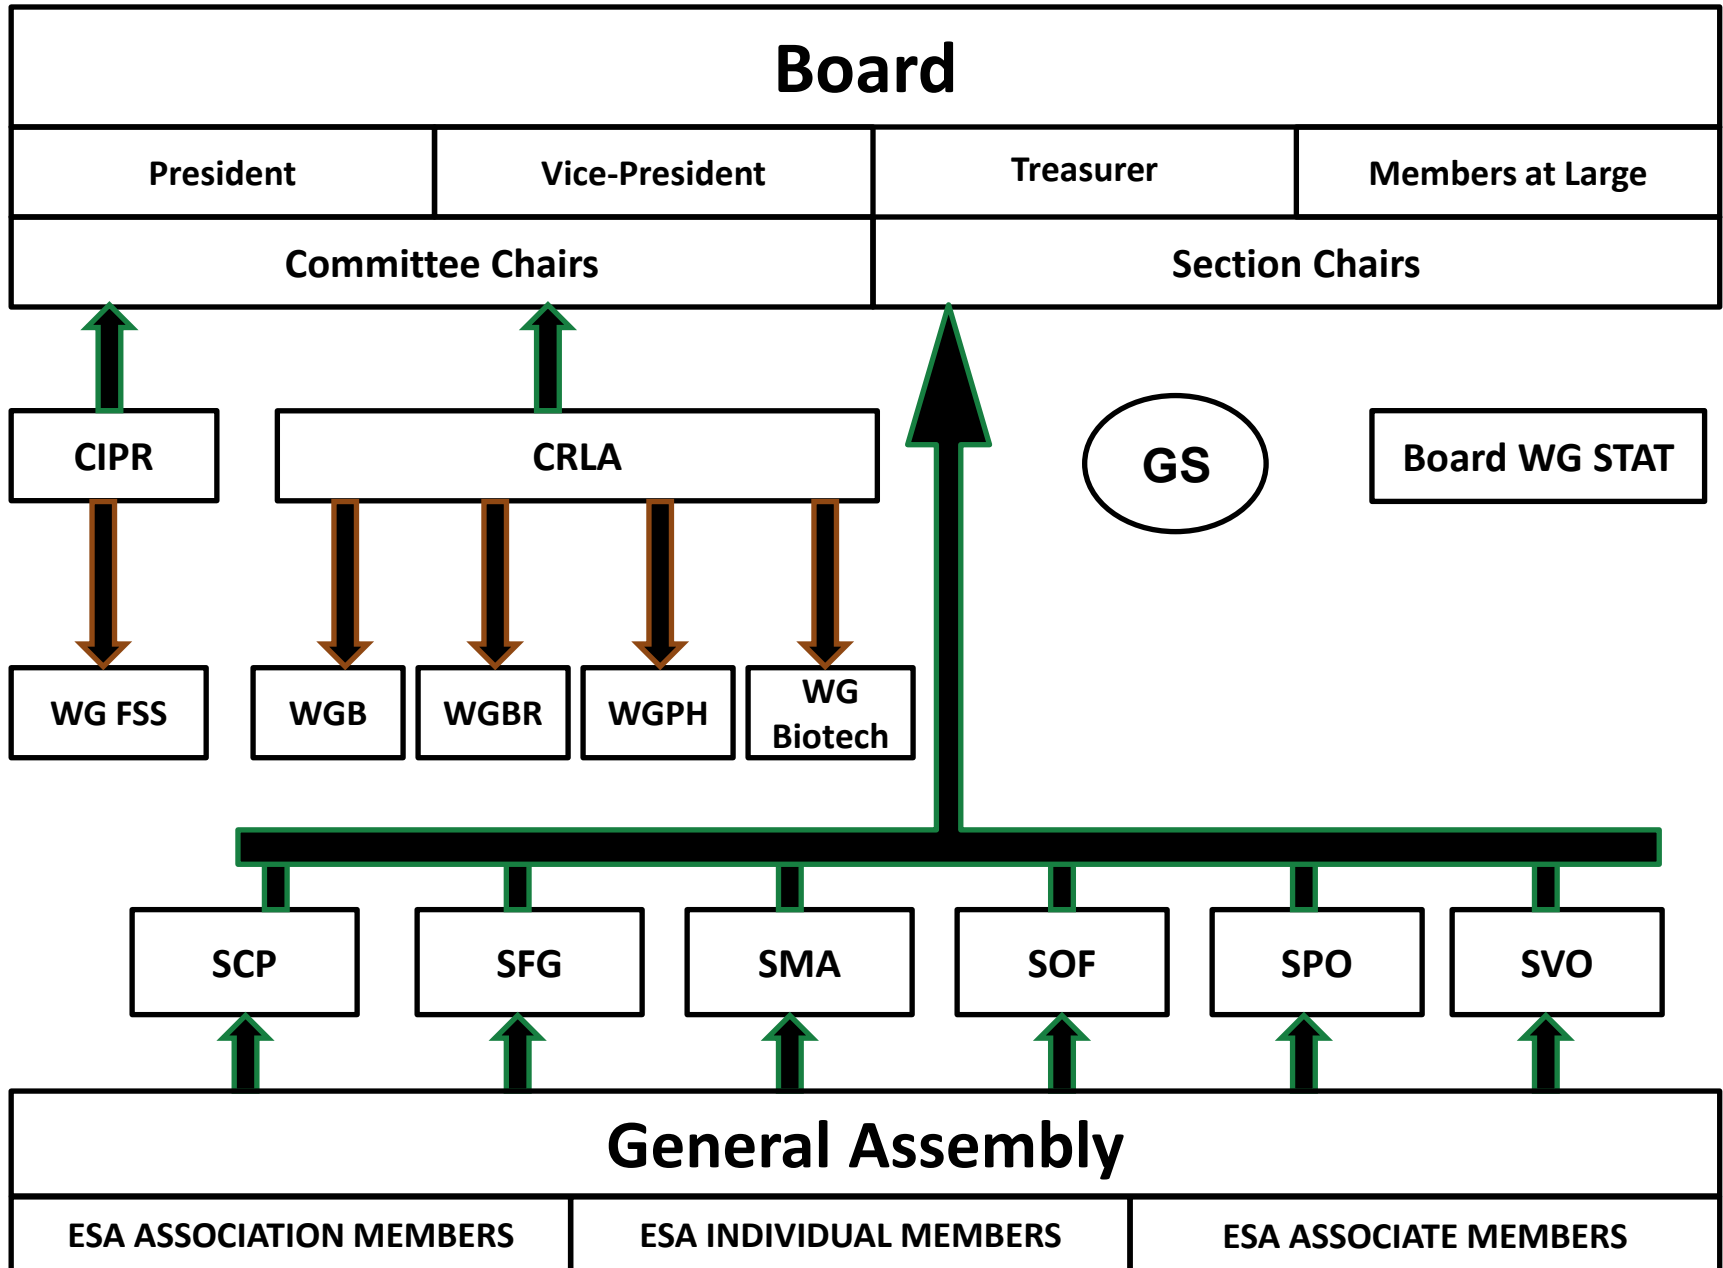 Board
President
Vice-President
Treasurer
Members at Large
Committee Chairs
Section Chairs
CIPR
CRLA
GS
Board WG STAT
WG FSS
WGB
WGBR
WGPH
WG
Biotech
SCP
SFG
SMA
SOF
SPO
SVO
General Assembly
ESA ASSOCIATION MEMBERS
ESA INDIVIDUAL MEMBERS
ESA ASSOCIATE MEMBERS